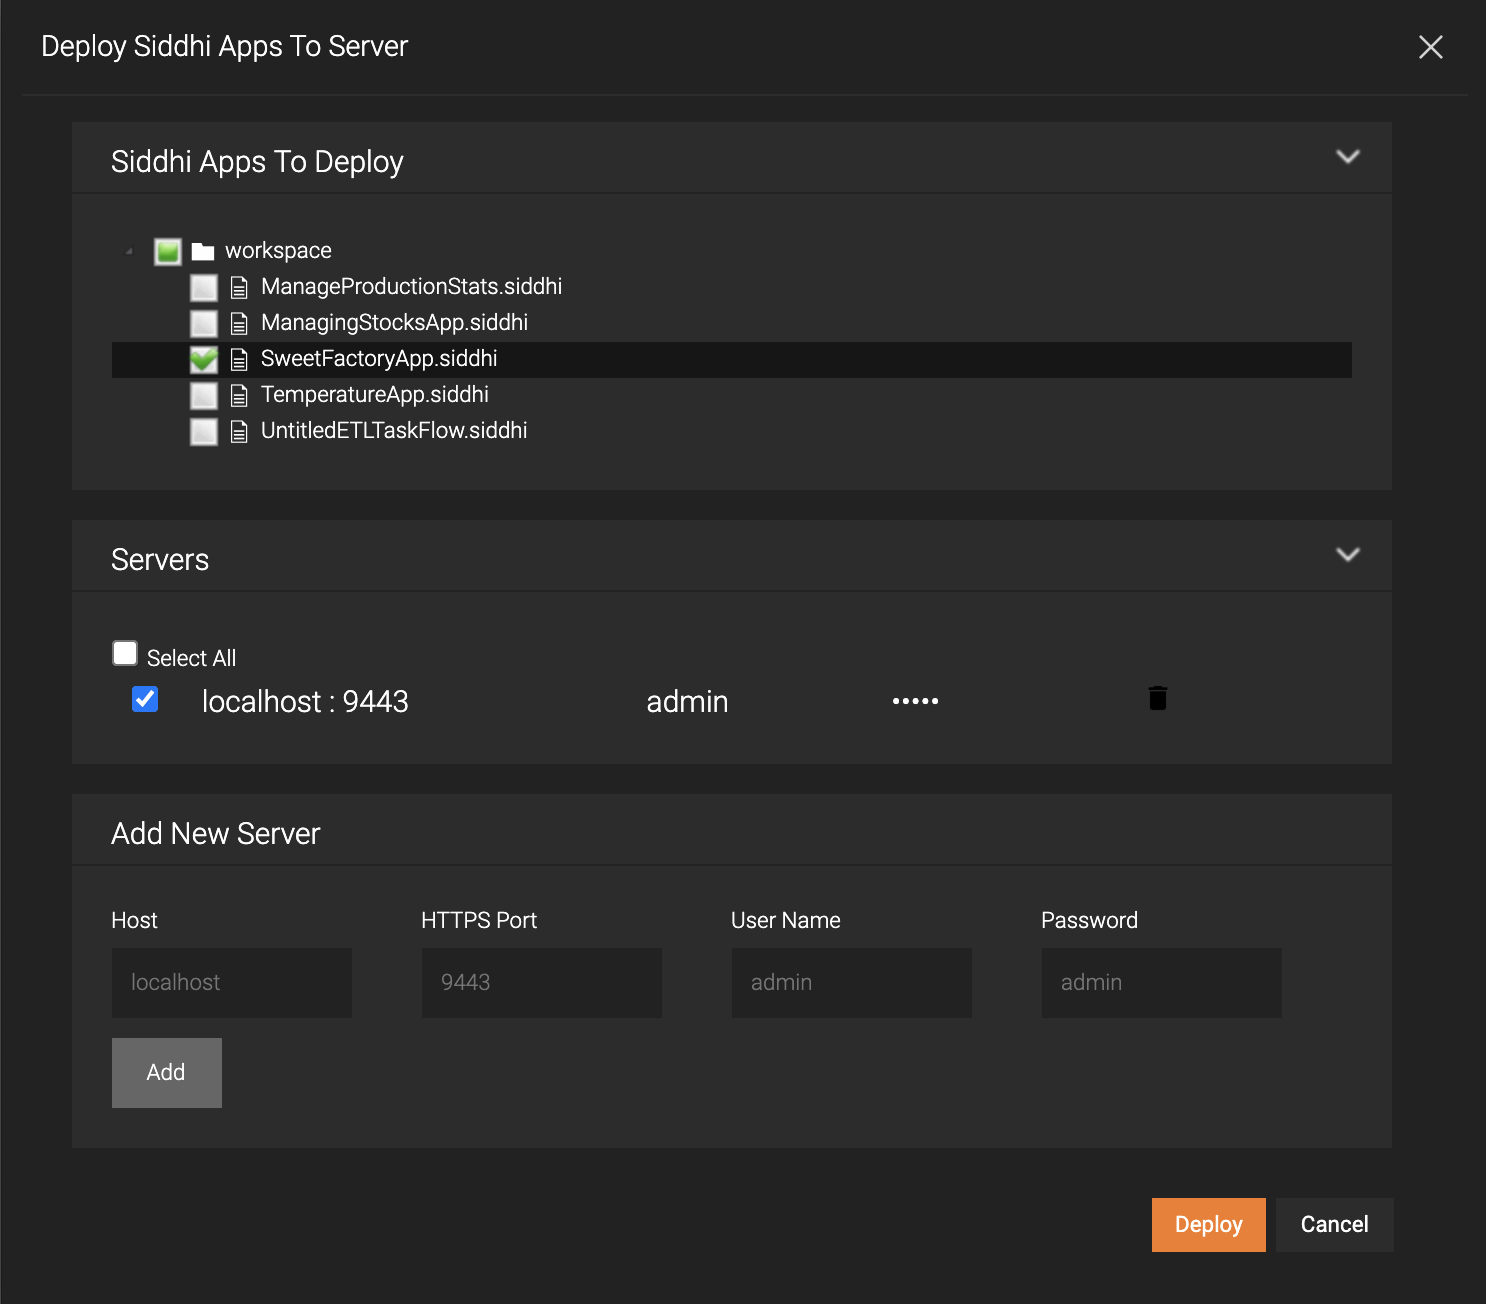 Deploy Siddhi Apps To Server
Siddhi Apps To Deploy
workspace
ManageProductionStats.siddhi
ManagingStocksApp.siddhi
SweetFactoryApp.siddhi
TemperatureApp.siddhi
UntitledETLTaskFlow.siddhi
Servers
Select All
localhost : 9443 admin •••••
Add New Server
Host HTTPS Port User Name Password
localhost 9443 admin admin
Add
Deploy Cancel